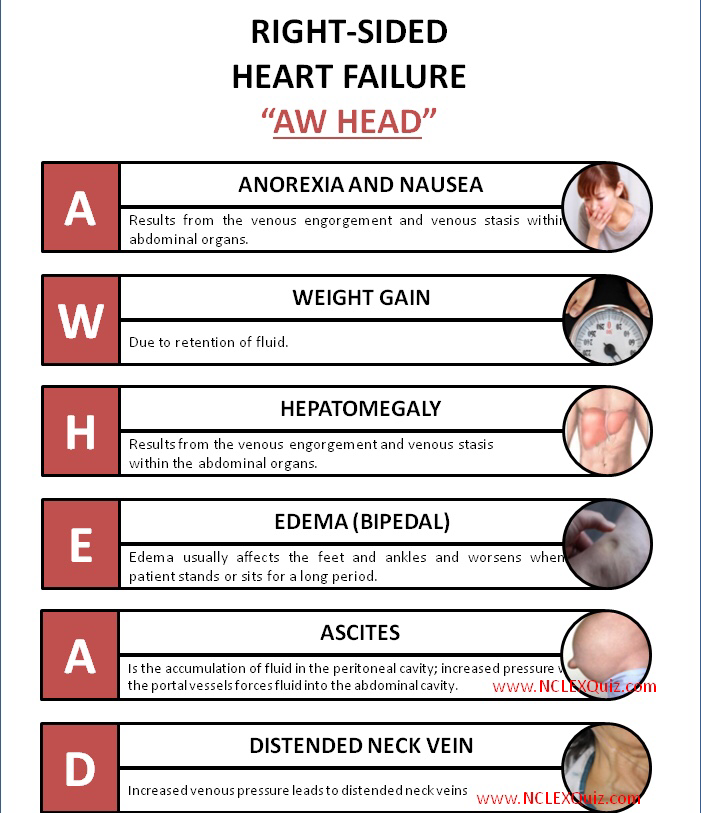 RIGHT-SIDED
HEART FAILURE
“AW HEAD”
A
ANOREXIA AND NAUSEA
Results from the venous engorgement and venous stasis within
abdominal organs.
W
WEIGHT GAIN
Due to retention of fluid.
H
HEPATOMEGALY
Results from the venous engorgement and venous stasis
within the abdominal organs.
E
EDEMA (BIPEDAL)
Edema usually affects the feet and ankles and worsens when
patient stands or sits for a long period.
A
ASCITES
Is the accumulation of fluid in the peritoneal cavity; increased pressure
the portal vessels forces fluid into the abdominal cavity.
www.NCLEXQuiz.com
D
DISTENDED NECK VEIN
Increased venous pressure leads to distended neck veins
www.NCLEXQuiz.com